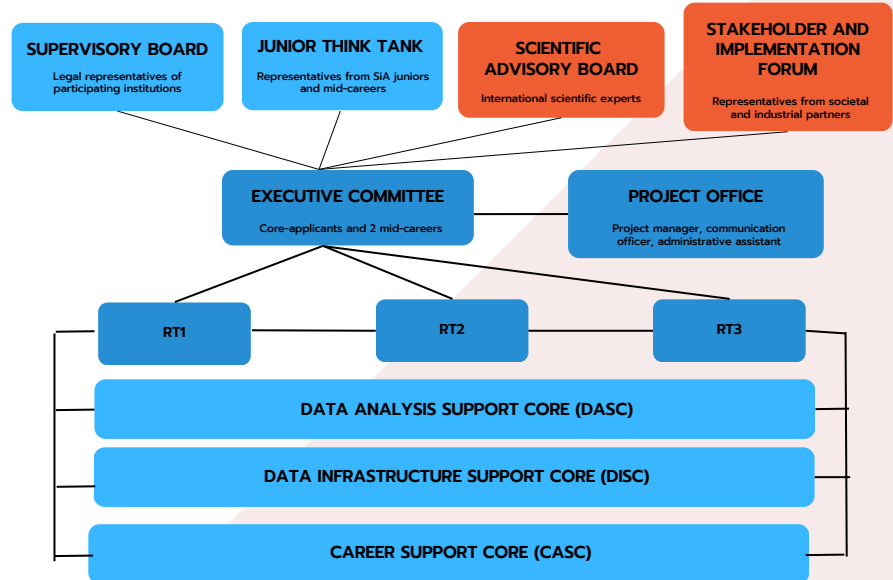 SUPERVISORY BOARD
Legal representatives of
participating institutions
JUNIOR THINK TANK
Representatives from SiA juniors
and mid-careers
SCIENTIFIC
ADVISORY BOARD
International scientific experts
STAKEHOLDER AND
IMPLEMENTATION
FORUM
Representatives from societal
and industrial partners
EXECUTIVE COMMITTEE
Core-applicants and 2 mid-careers
PROJECT OFFICE
Project manager, communication
officer, administrative assistant
RT1
RT2
RT3
DATA ANALYSIS SUPPORT CORE (DASC)
DATA INFRASTRUCTURE SUPPORT CORE (DISC)
CAREER SUPPORT CORE (CASC)